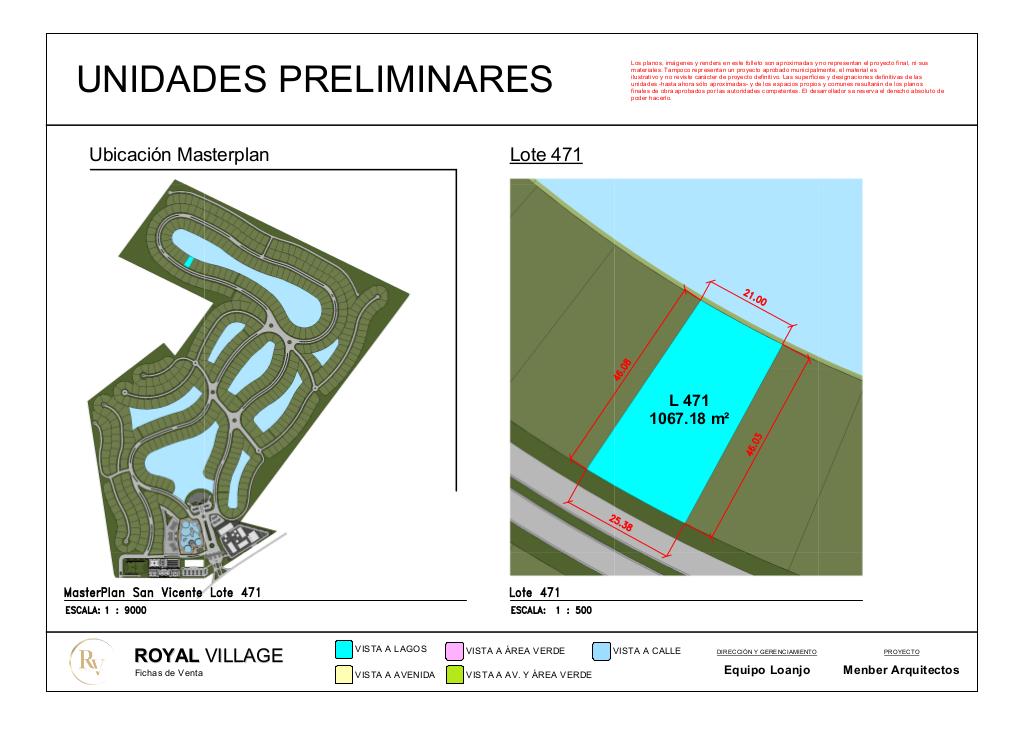 UNIDADES PRELIMINARES
Los planos, imágenes y renders en este folleto son aproximadas y no representan el proyecto final, ni sus
materiales. Tampoco representan un proyecto aprobado municipalmente, el material es
ilustrativo y no reviste carácter de proyecto definitivo. Las superficies y designaciones definitivas de las
unidades -hasta ahora sólo aproximadas- y de los espacios propios y comunes resultarán de los planos
finales de obra aprobados por las autoridades competentes. El desarrollador se reserva el derecho absoluto de
poder hacerlo.
Ubicación Masterplan
Lote 471
21.00
46.08
L 471
1067.18 m²
46.03
25.38
MasterPlan San Vicente Lote 471
ESCALA: 1 : 9000
Lote 471
ESCALA: 1 : 500
RV
ROYAL VILLAGE
Fichas de Venta
VISTA A LAGOS
VISTA A ÁREA VERDE
VISTA A CALLE
VISTA A AVENIDA
VISTA A AV. Y ÁREA VERDE
DIRECCIÓN Y GERENCIAMIENTO
Equipo Loanjo
PROYECTO
Menber Arquitectos